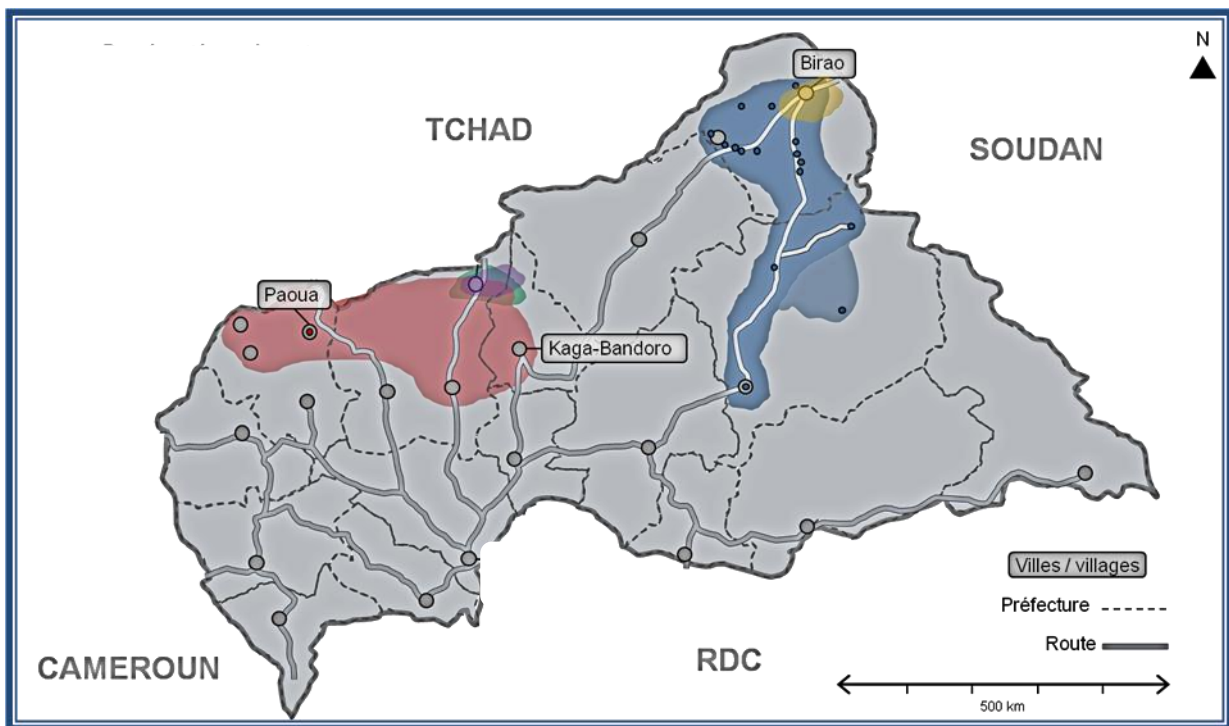 N
Birao
TCHAD
SOUDAN
Paoua
Kaga-Bandoro
Villes / villages
Préfecture
Route
CAMEROUN
RDC
500 km